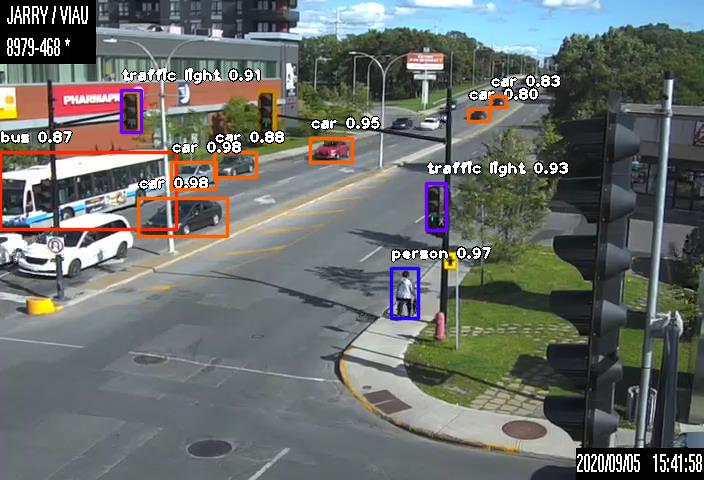 JARRY / VIAU
8979-468 *
traffic light 0.91
car 0.83
car 0.80
PHARMAPR
bus 0.87
car 0.88
car 0.95
car 0.98
car 0.98
traffic light 0.93
person 0.97
2020/09/05 15:41:58